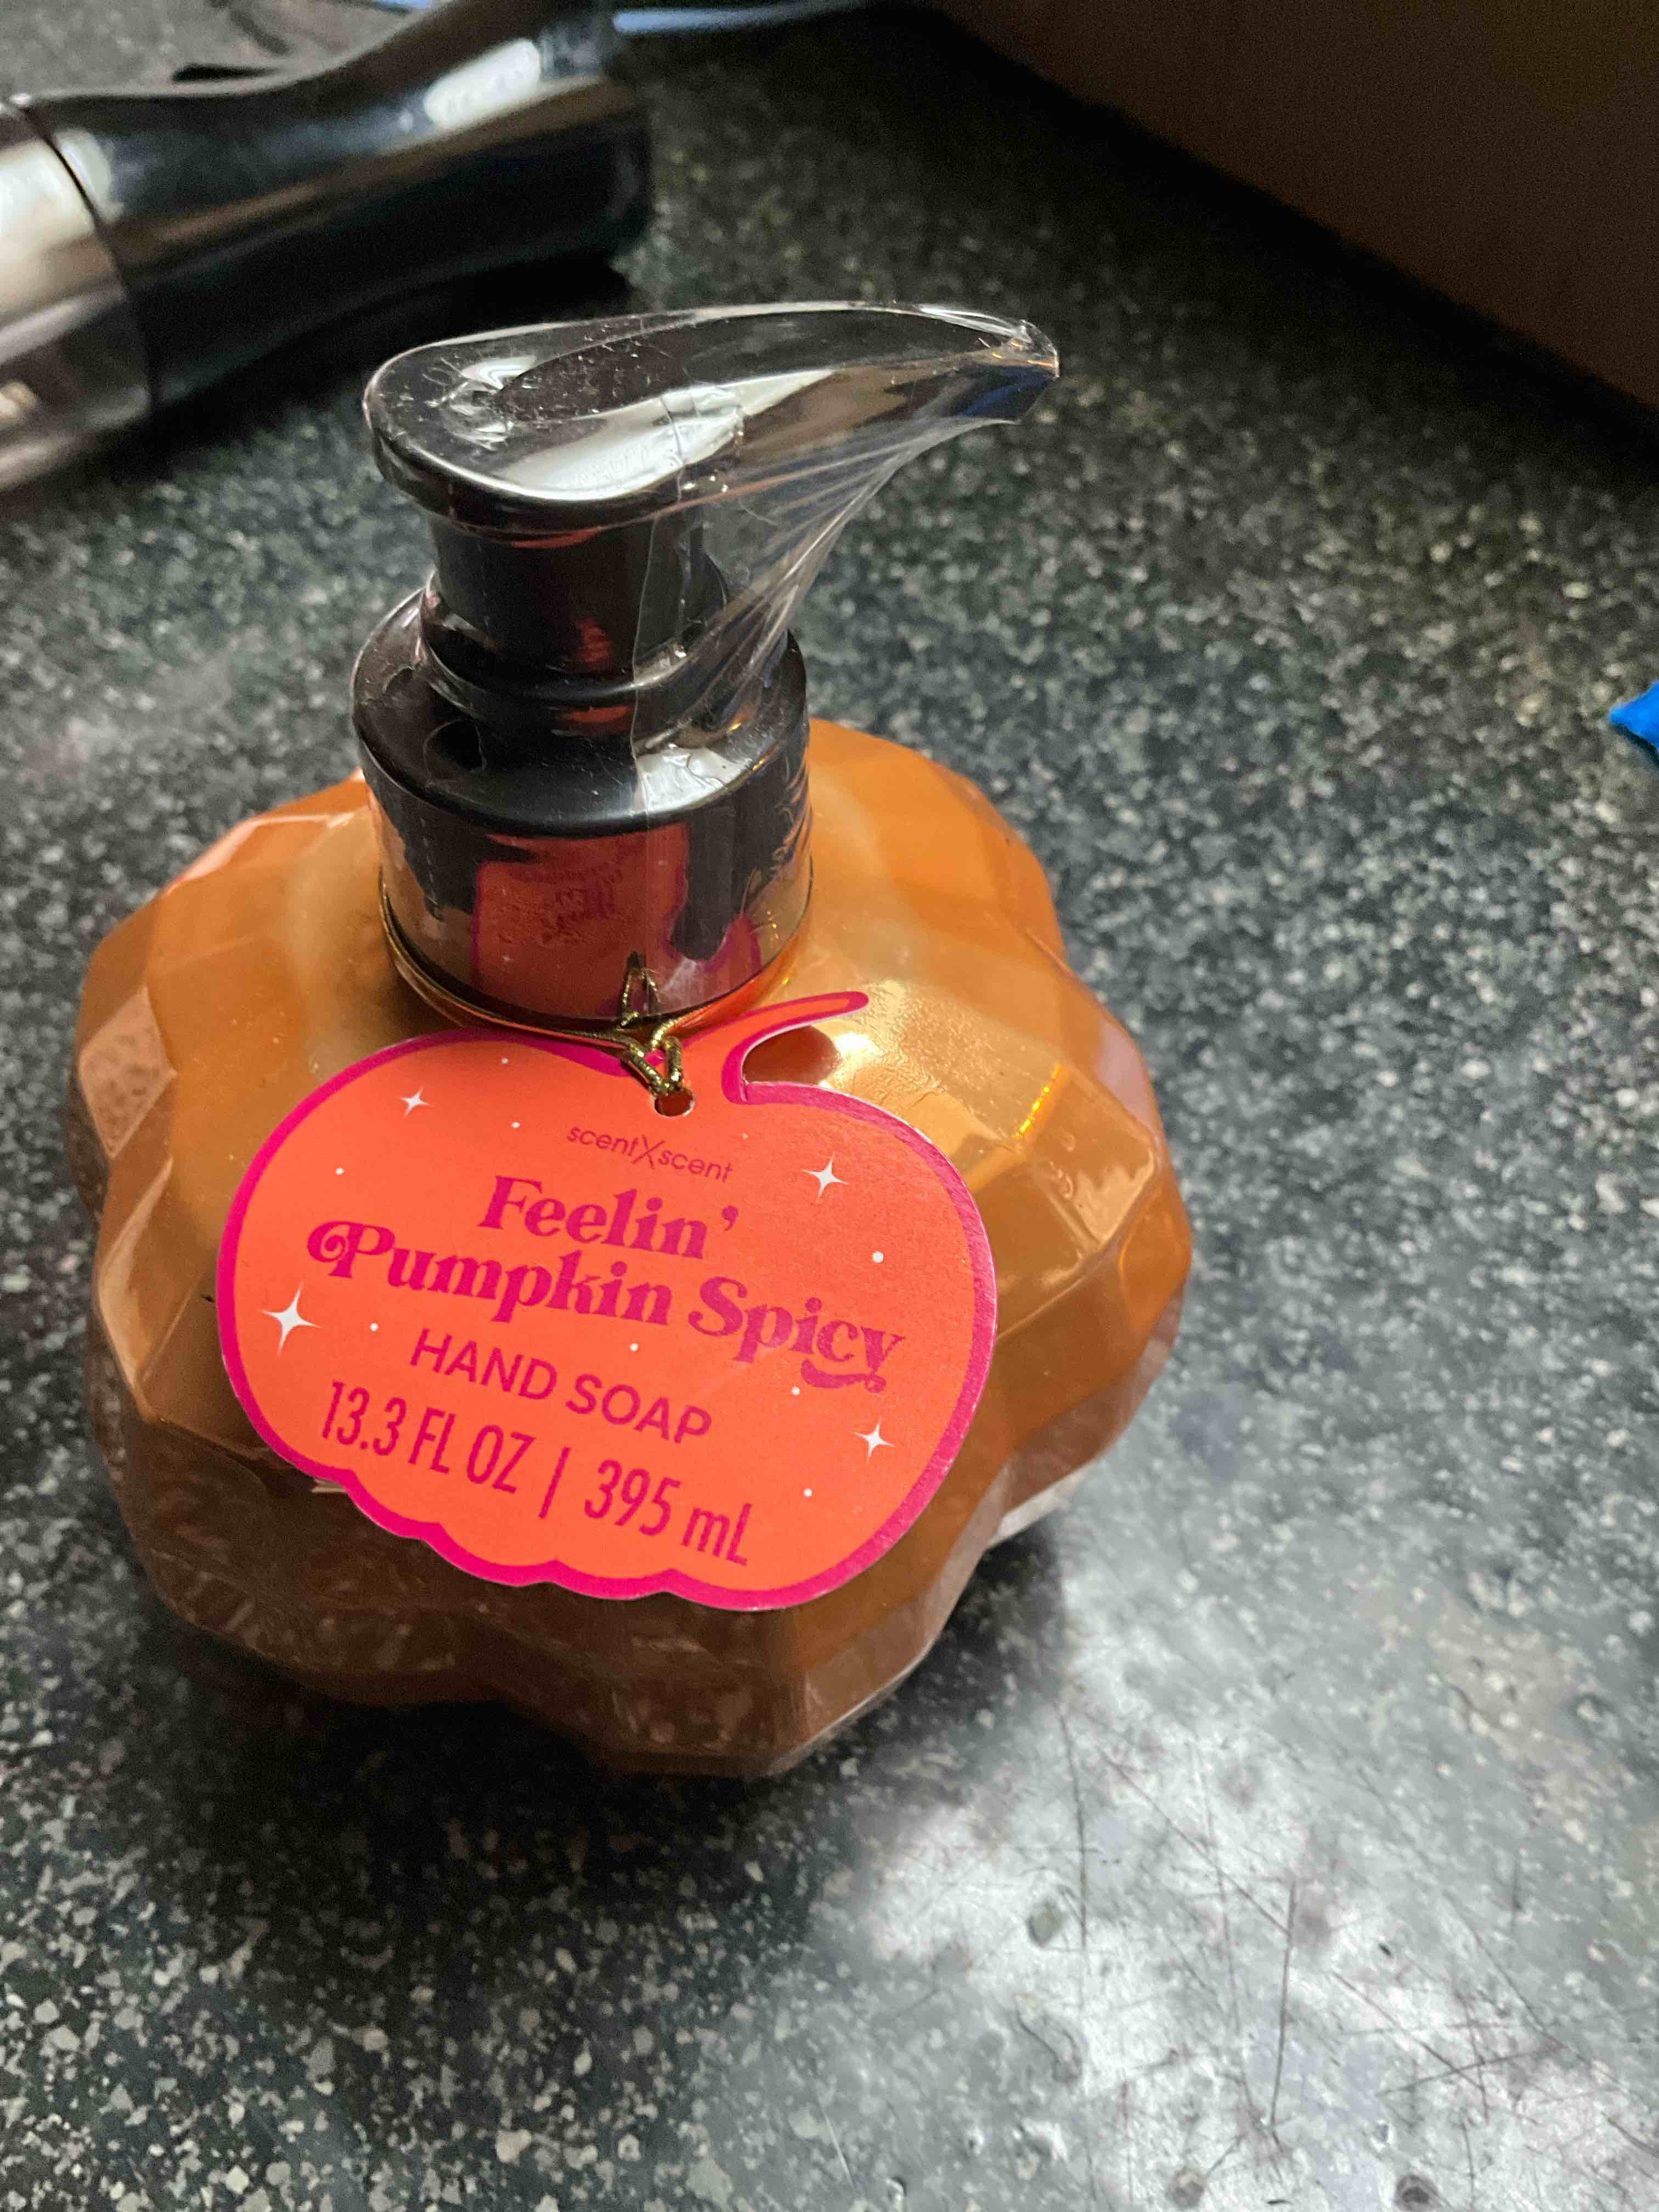 scentXscent
Feelin'
Pumpkin Spicy
HAND SOAP
13.3 FL OZ | 395 mL